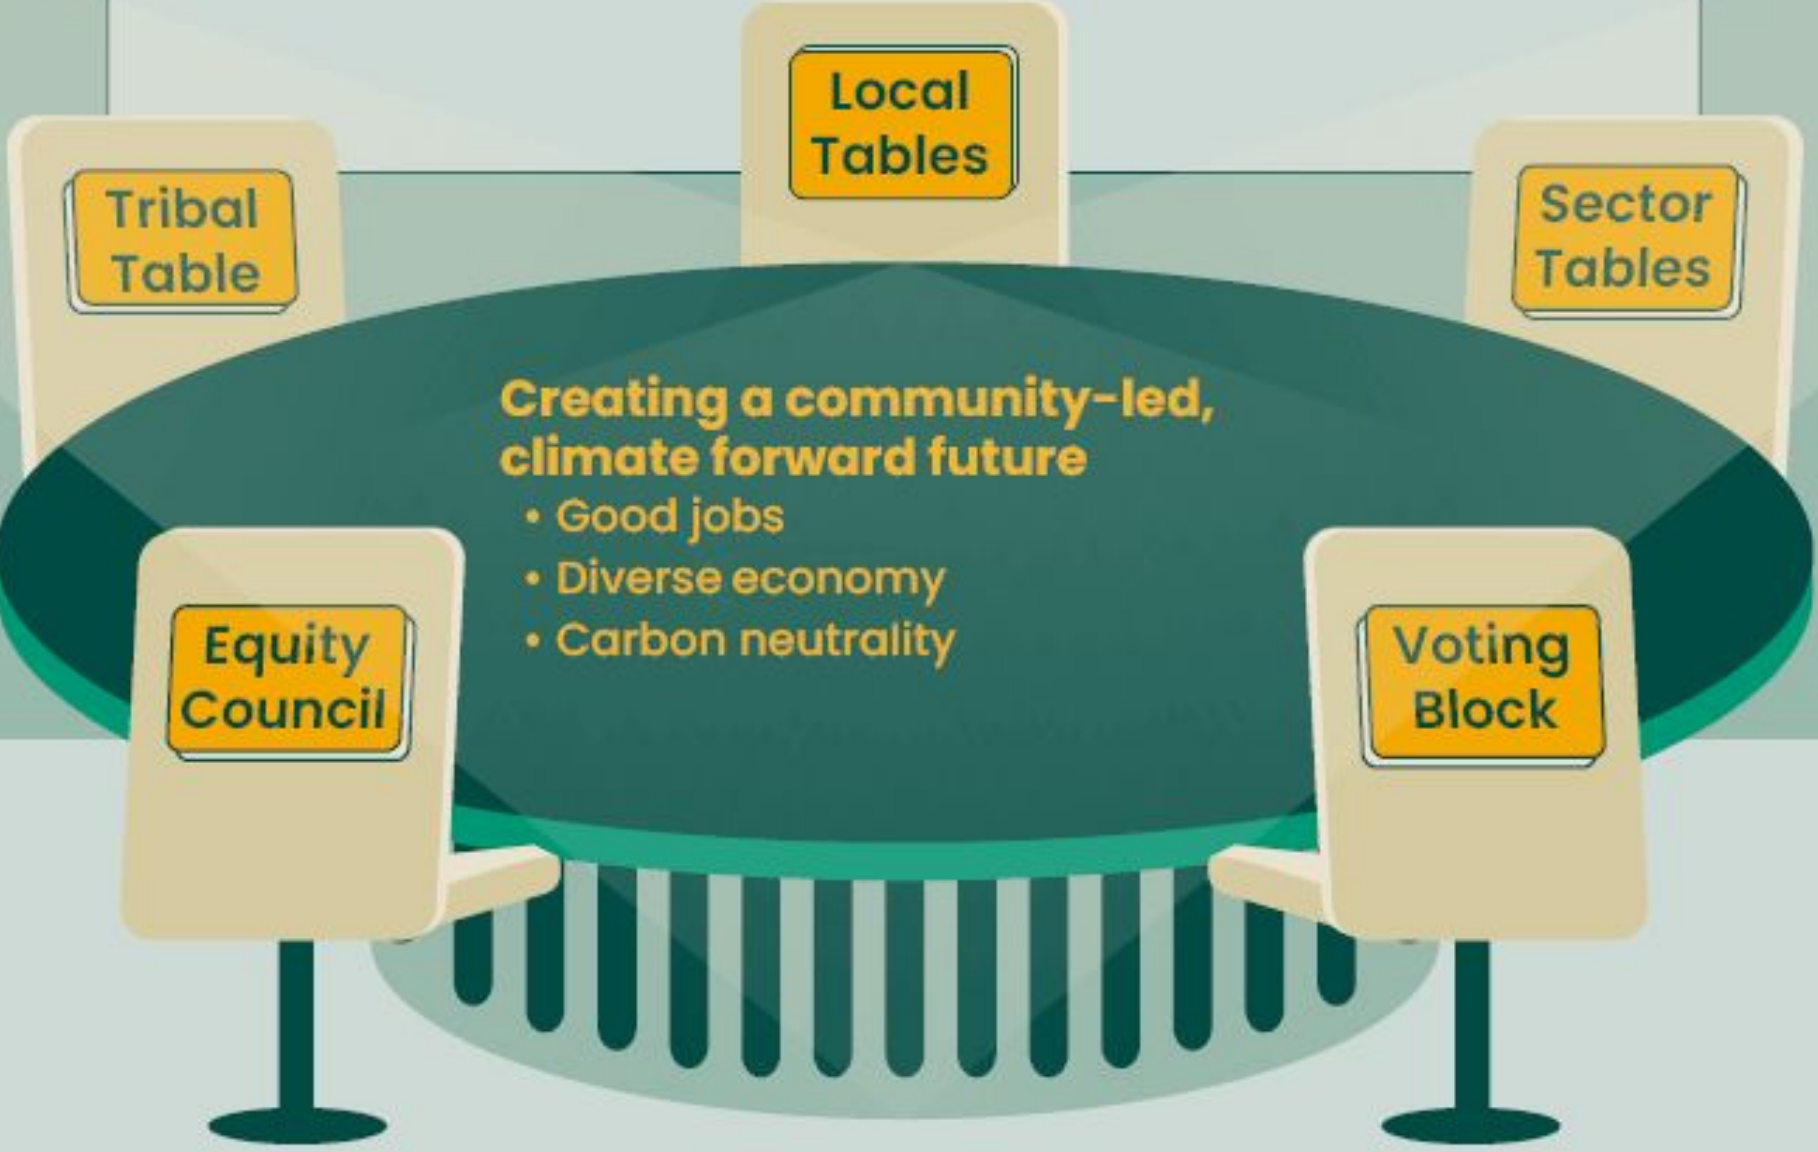 Local
Tables
Tribal
Table
Sector
Tables
Creating a community-led,
climate forward future
• Good jobs
• Diverse economy
• Carbon neutrality
Equity
Council
Voting
Block